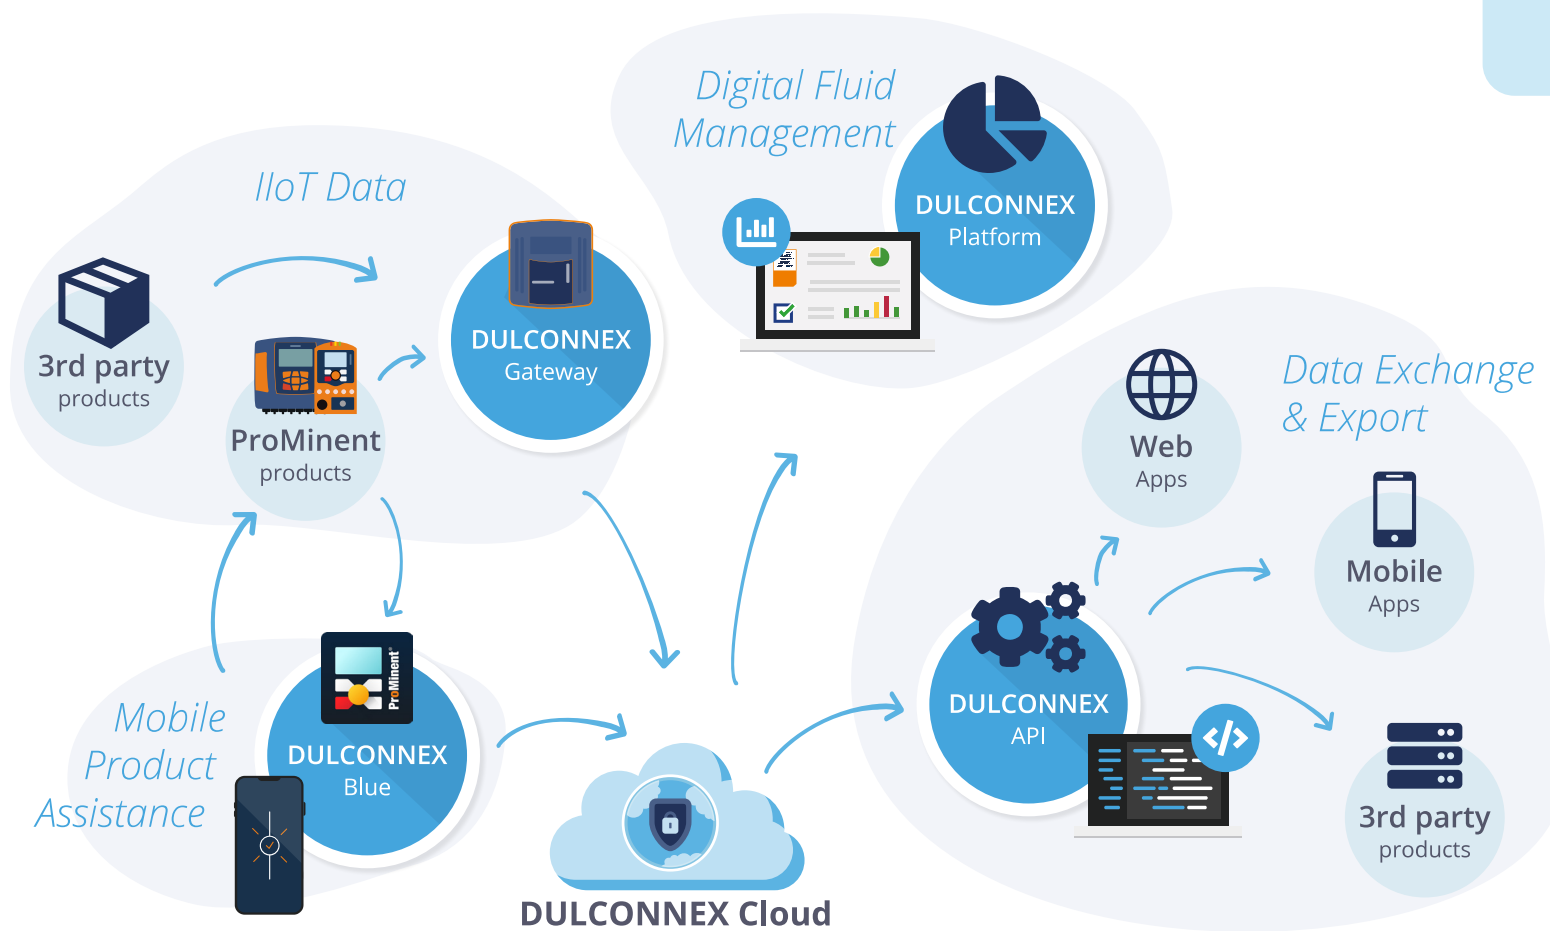 Digital Fluid
Management
DULCONNEX
Platform
IIoT Data
DULCONNEX
Gateway
3rd party
products
ProMinent
products
Data Exchange
& Export
Web
Apps
Mobile
Apps
DULCONNEX
API
</>
3rd party
products
Mobile
Product
Assistance
ProMinent®
DULCONNEX
Blue
DULCONNEX Cloud